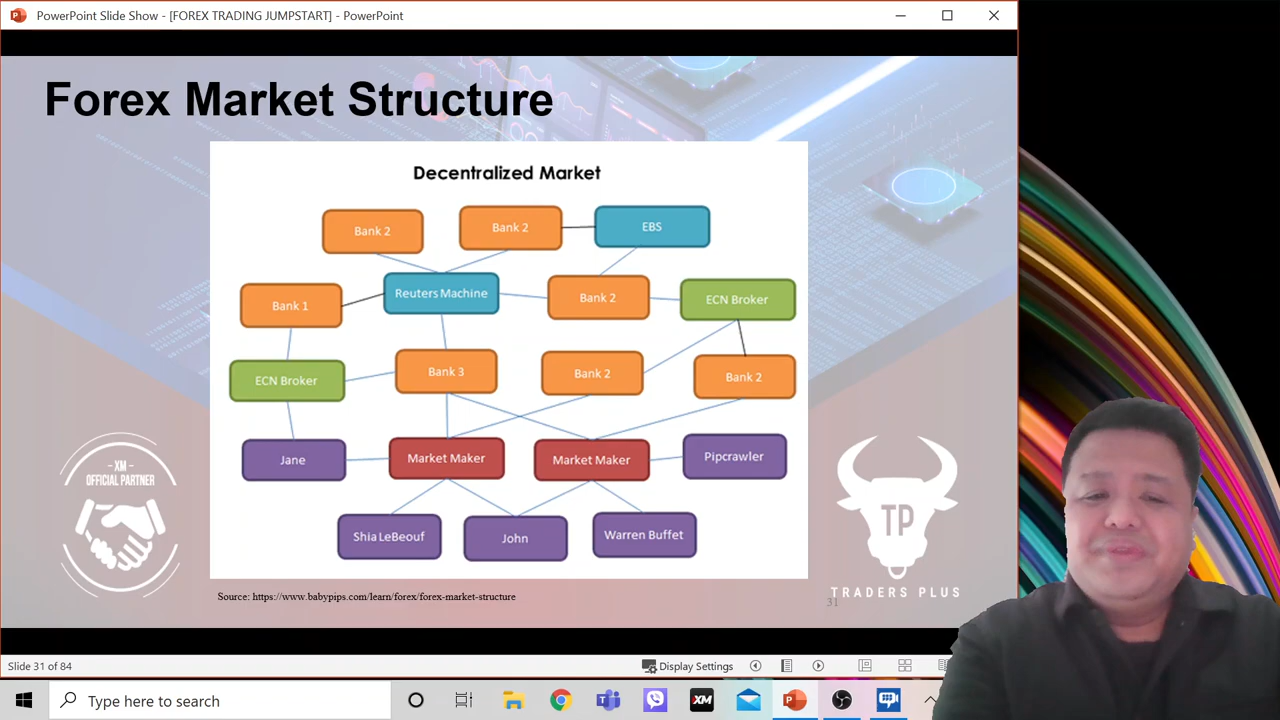 PowerPoint Slide Show - [FOREX TRADING JUMPSTART] - PowerPoint
Forex Market Structure
Decentralized Market
Bank 2
Bank 2
EBS
Bank 1
Reuters Machine
Bank 2
ECN Broker
ECN Broker
Bank 3
Bank 2
Bank 2
Jane
Market Maker
Market Maker
Pipcrawler
Shia LeBeouf
John
Warren Buffet
- XM -
OFFICIAL PARTNER
TP
TRADERS PLUS
Source: https://www.babypips.com/learn/forex/forex-market-structure
31
Slide 31 of 84
Display Settings
Type here to search
XM